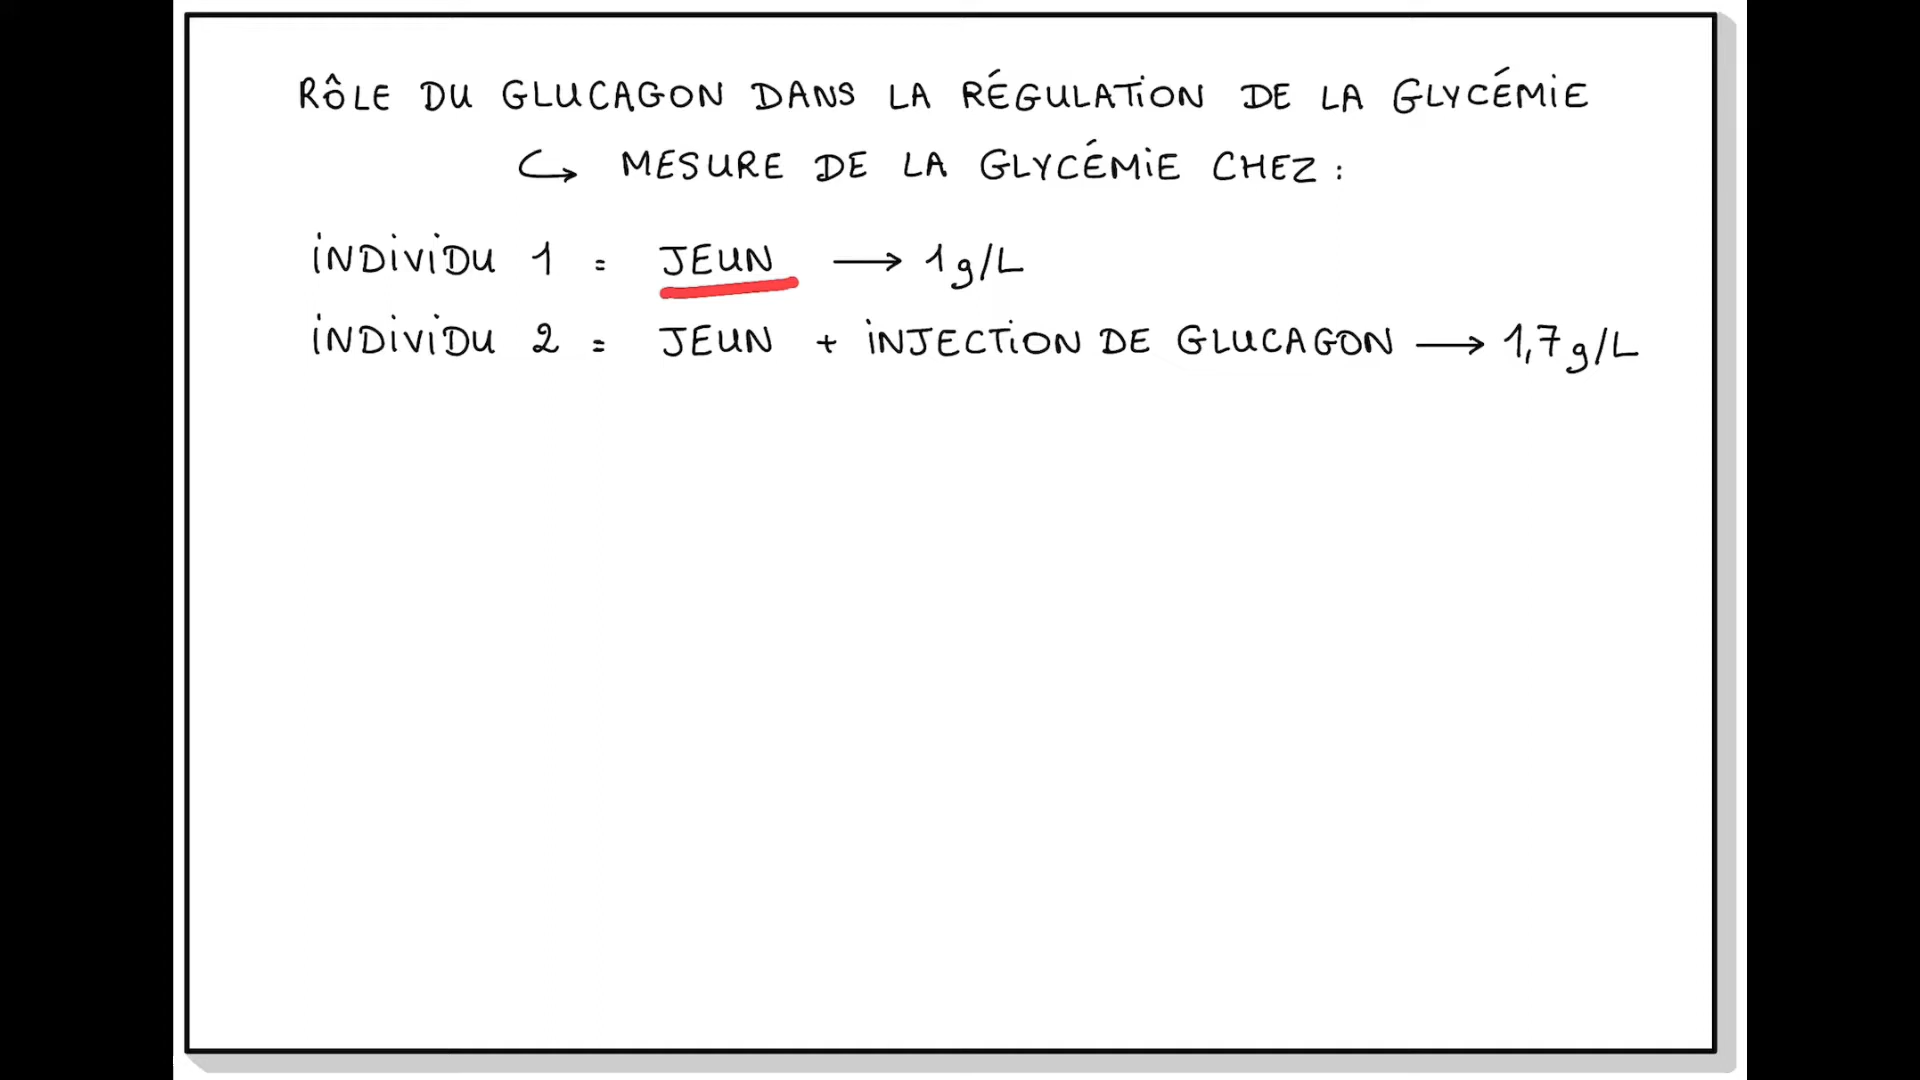 RÔLE DU GLUCAGON DANS LA RÉGULATION DE LA GLYCÉMIE
↪ MESURE DE LA GLYCÉMIE CHEZ :
INDIVIDU 1 = JEUN → 1 g/L
INDIVIDU 2 = JEUN + INJECTION DE GLUCAGON → 1,7 g/L